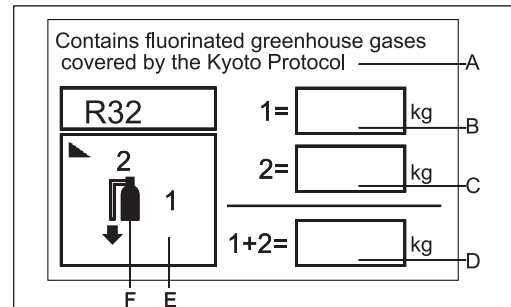 Contains fluorinated greenhouse gases
covered by the Kyoto Protocol
A
R32
1=
kg
B
2
1
2=
kg
C
1+2=
kg
D
F
E